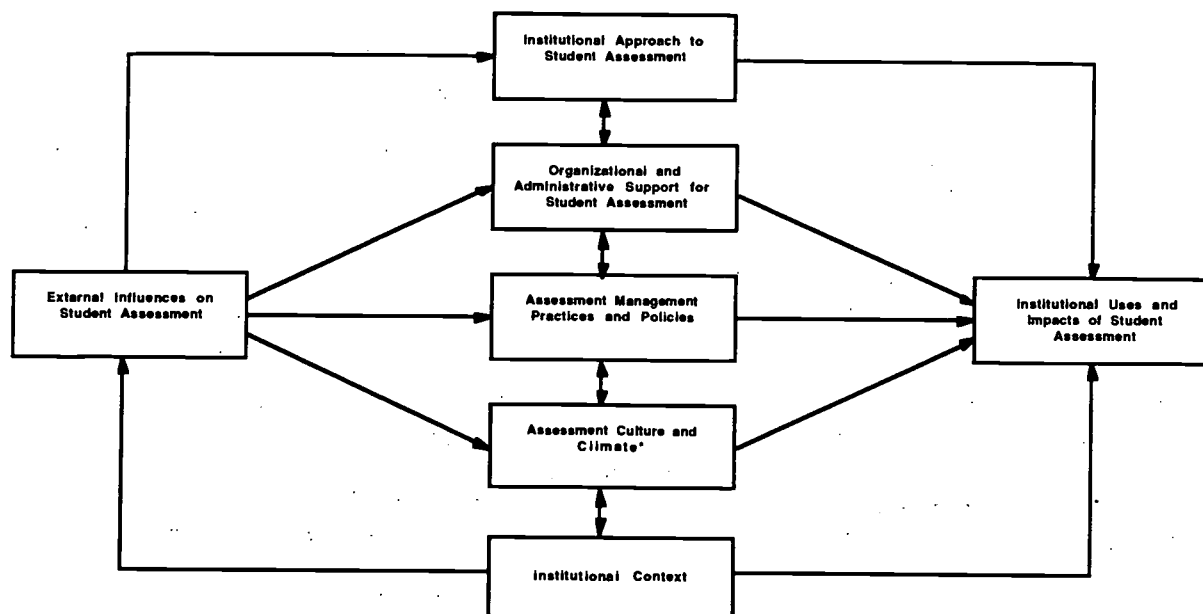 Institutional Approach to
Student Assessment
Organizational and
Administrative Support for
Student Assessment
External Influences on
Student Assessment
Assessment Management
Practices and Policies
Institutional Uses and
Impacts of Student
Assessment
Assessment Culture and
Climate*
Institutional Context